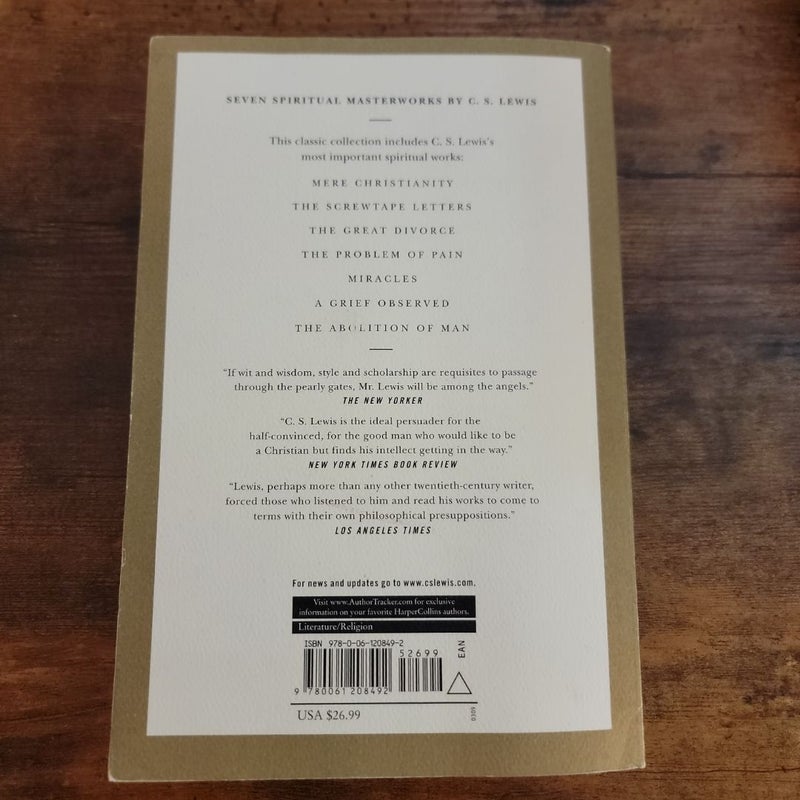 SEVEN SPIRITUAL MASTERWORKS BY C. S. LEWIS
This classic collection includes C. S. Lewis's
most important spiritual works:
MERE CHRISTIANITY
THE SCREWTAPE LETTERS
THE GREAT DIVORCE
THE PROBLEM OF PAIN
MIRACLES
A GRIEF OBSERVED
THE ABOLITION OF MAN
"If wit and wisdom, style and scholarship are requisites to passage
through the pearly gates, Mr. Lewis will be among the angels."
THE NEW YORKER
"C. S. Lewis is the ideal persuader for the
half-convinced, for the good man who would like to be
a Christian but finds his intellect getting in the way."
NEW YORK TIMES BOOK REVIEW
"Lewis, perhaps more than any other twentieth-century writer,
forced those who listened to him and read his works to come to
terms with their own philosophical presuppositions."
LOS ANGELES TIMES
For news and updates go to www.cslewis.com.
Visit www.AuthorTracker.com for exclusive
information on your favorite HarperCollins authors.
Literature/Religion
ISBN 978-0-06-120849-2
52699
EAN
9 780061 208492
USA $26.99
0309